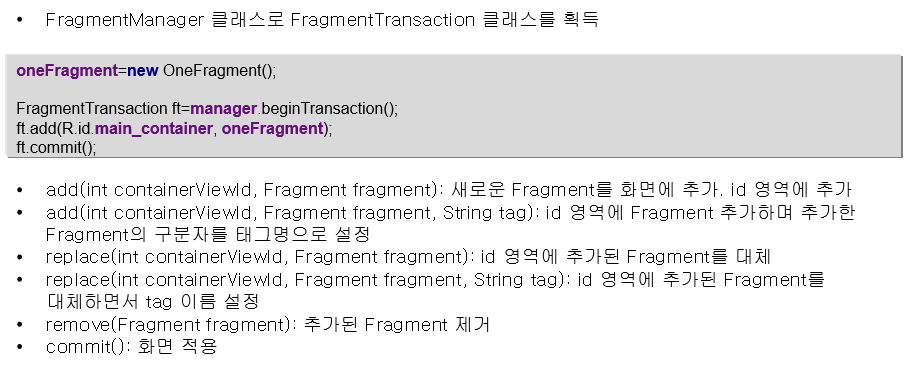 • FragmentManager 클래스로 FragmentTransaction 클래스를 획득
oneFragment=new OneFragment();
FragmentTransaction ft=manager.beginTransaction();
ft.add(R.id.main_container, oneFragment);
ft.commit();
• add(int containerViewId, Fragment fragment): 새로운 Fragment를 화면에 추가. id 영역에 추가
• add(int containerViewId, Fragment fragment, String tag): id 영역에 Fragment 추가하며 추가한
Fragment의 구분자를 태그명으로 설정
• replace(int containerViewId, Fragment fragment): id 영역에 추가된 Fragment를 대체
• replace(int containerViewId, Fragment fragment, String tag): id 영역에 추가된 Fragment를
대체하면서 tag 이름 설정
• remove(Fragment fragment): 추가된 Fragment 제거
• commit(): 화면 적용